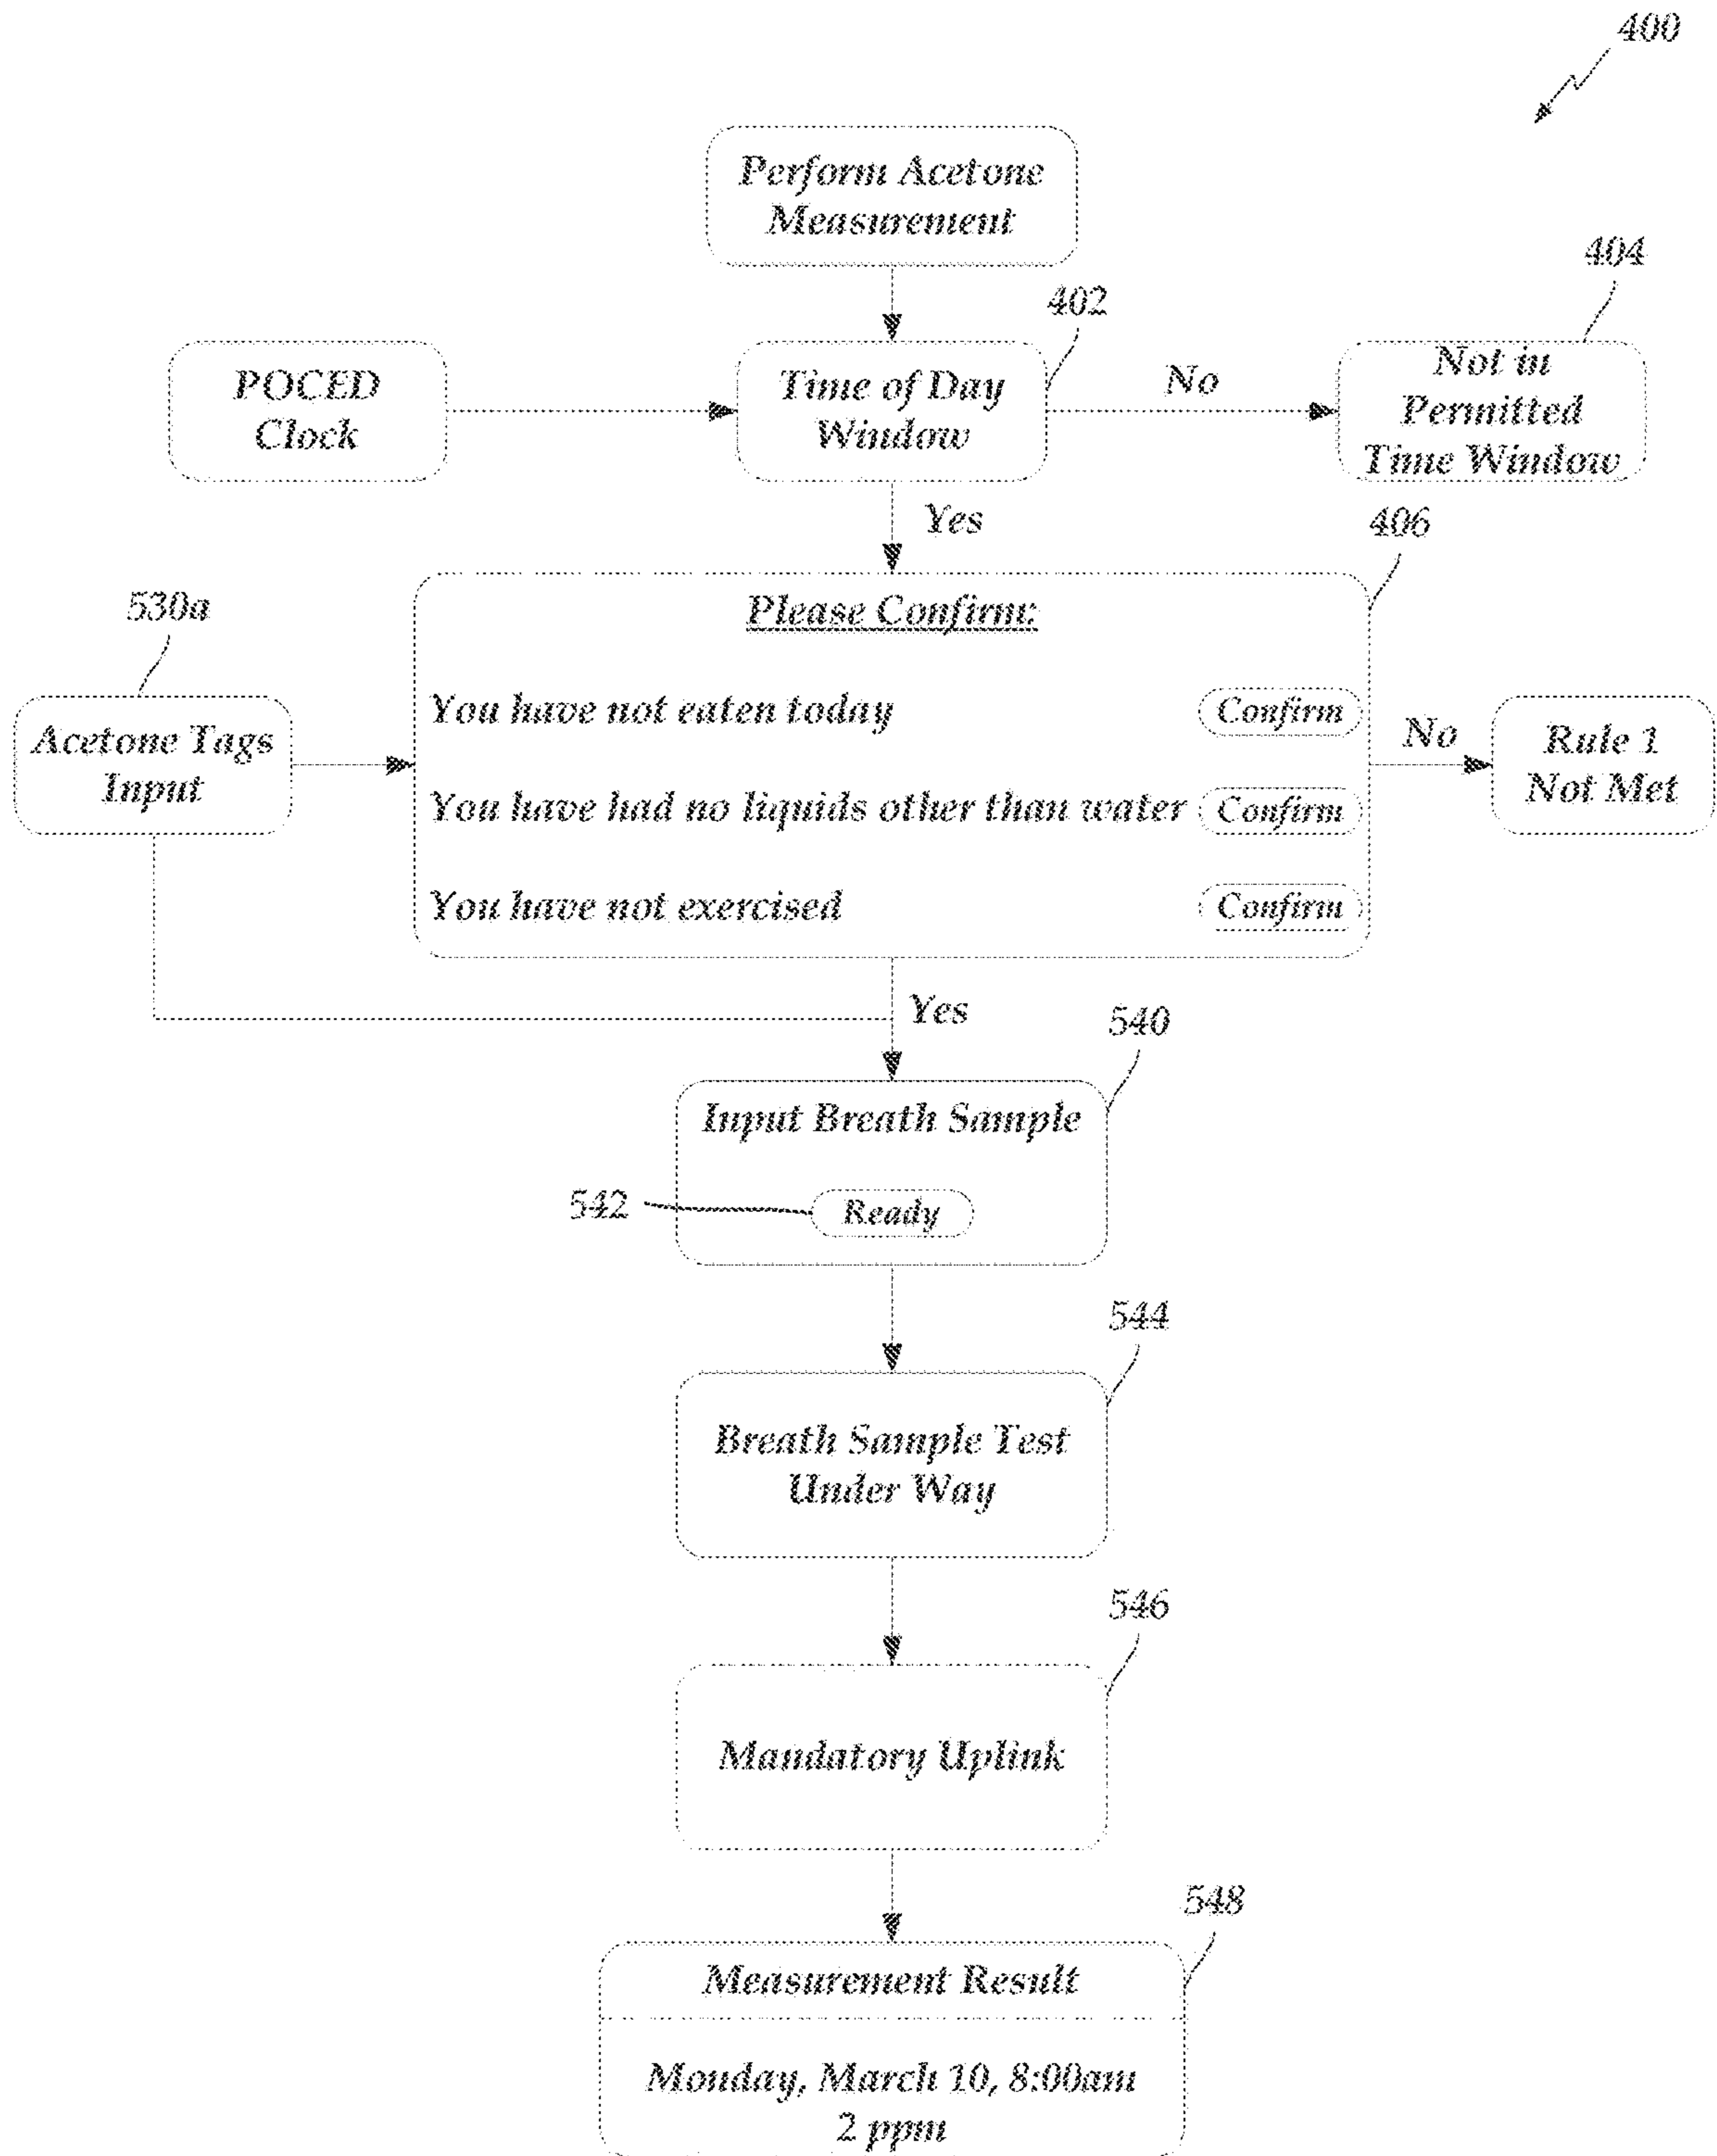 400
Perform Acetone
Measurement
402
404
POCED
Clock
Time of Day
Window
No
Not in
Permitted
Time Window
Yes
406
530a
Please Confirm:
Acetone Tags
Input
You have not eaten today
Confirm
You have had no liquids other than water
Confirm
You have not exercised
Confirm
No
Rule 1
Not Met
Yes
540
Input Breath Sample
542
Ready
544
Breath Sample Test
Under Way
546
Mandatory Uplink
548
Measurement Result
Monday, March 10, 8:00am
2 ppm